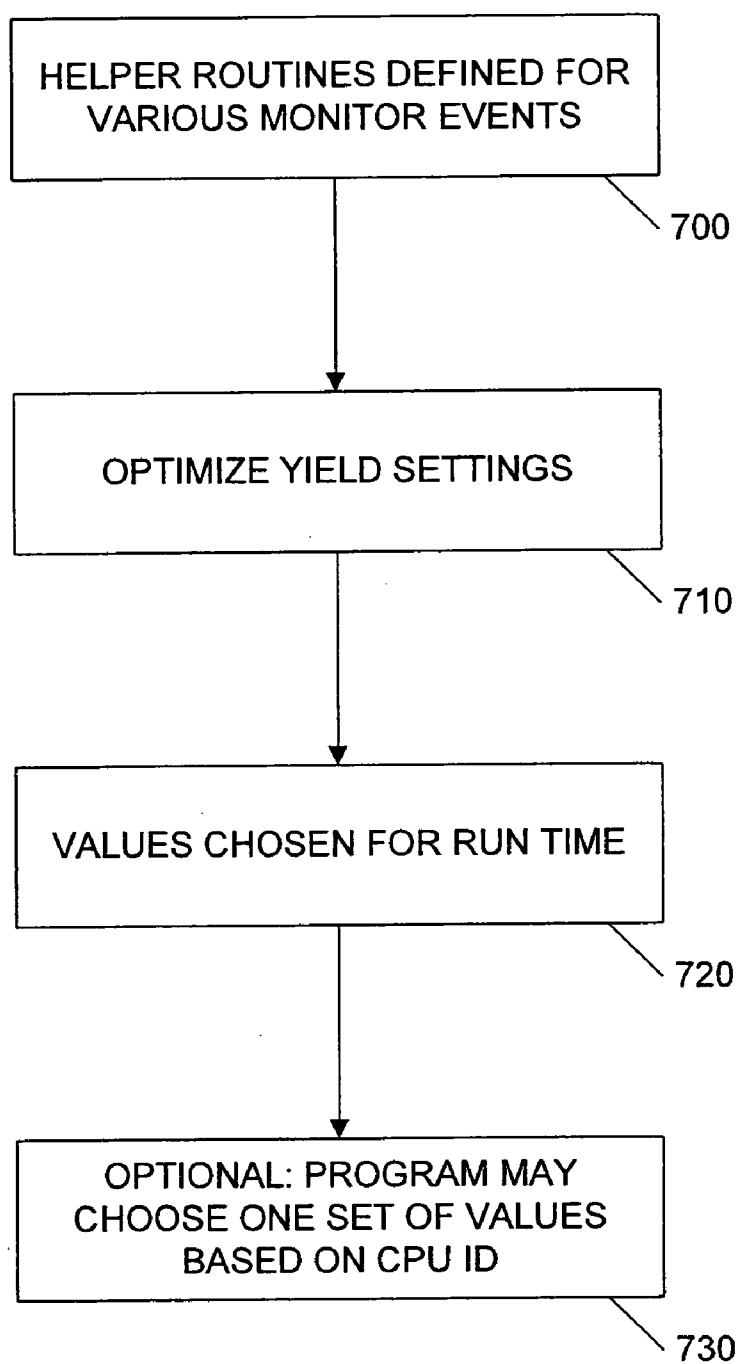 HELPER ROUTINES DEFINED FOR
VARIOUS MONITOR EVENTS
700
OPTIMIZE YIELD SETTINGS
710
VALUES CHOSEN FOR RUN TIME
720
OPTIONAL: PROGRAM MAY
CHOOSE ONE SET OF VALUES
BASED ON CPU ID
730